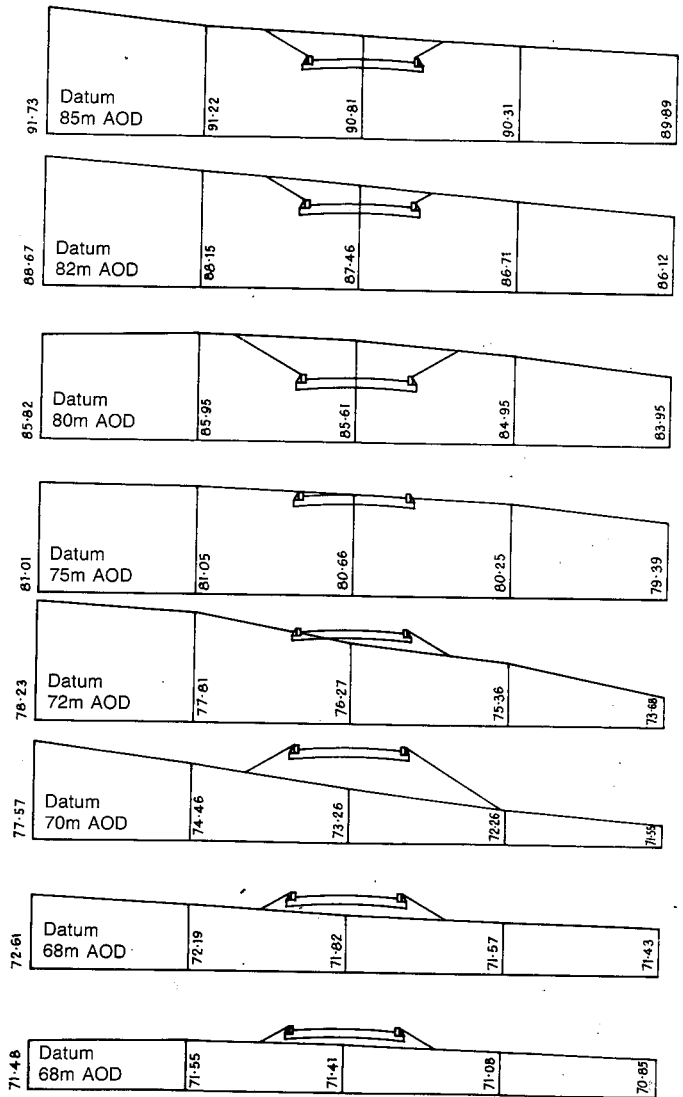 91·73
Datum
85m AOD
91·22
90·81
90·31
89·89
88·67
Datum
82m AOD
88·15
87·46
86·71
86·12
85·82
Datum
80m AOD
85·95
85·61
84·95
83·95
81·01
Datum
75m AOD
81·05
80·66
80·25
79·39
78·23
Datum
72m AOD
77·81
76·27
75·36
73·68
77·57
Datum
70m AOD
74·46
73·26
72·26
71·55
72·61
Datum
68m AOD
72·19
71·82
71·57
71·43
71·48
Datum
68m AOD
71·55
71·41
71·08
70·85